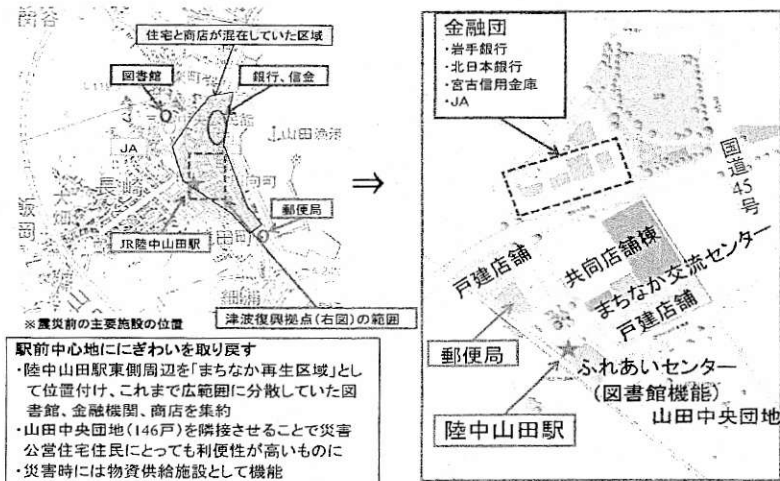 関谷
住宅と商店が混在していた区域
図書館
銀行、信金
山田漁港
JA
長崎
飯岡
向町
郵便局
JR陸中山田駅
細浦
津波復興拠点(右図)の範囲
※震災前の主要施設の位置
駅前中心地ににぎわいを取り戻す
・陸中山田駅東側周辺を「まちなか再生区域」とし
て位置付け、これまで広範囲に分散していた図
書館、金融機関、商店を集約
・山田中央団地(146戸)を隣接させることで災害
公営住宅住民にとっても利便性が高いものに
・災害時には物資供給施設として機能
⇒
金融団
・岩手銀行
・北日本銀行
・宮古信用金庫
・JA
国道45号
戸建店舗
共同店舗棟
まちなか交流センター
戸建店舗
郵便局
ふれあいセンター
(図書館機能)
山田中央団地
陸中山田駅